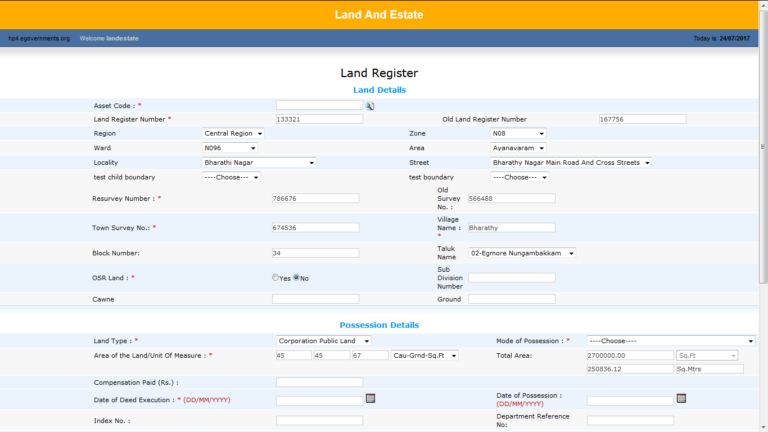 Land And Estate
hp4.egovernments.org Welcome landestate Today is: 24/07/2017
Land Register
Land Details
Asset Code : *
Land Register Number * 133321 Old Land Register Number 167756
Region Central Region Zone N08
Ward N096 Area Ayanavaram
Locality Bharathi Nagar Street Bharathy Nagar Main Road And Cross Streets
test child boundary ----Choose--- test boundary ----Choose---
Resurvey Number : * 786676 Old Survey No. : 566488
Town Survey No.: * 674536 Village Name : * Bharathy
Block Number: 34 Taluk Name 02-Egmore Nungambakkam
OSR Land : * Yes No Sub Division Number
Cawne Ground
Possession Details
Land Type : * Corporation Public Land Mode of Possession : * ----Choose----
Area of the Land/Unit Of Measure : * 45 45 67 Cau-Grnd-Sq.Ft Total Area: 2700000.00 Sq.Ft
250836.12 Sq.Mtrs
Compensation Paid (Rs.) :
Date of Deed Execution : * (DD/MM/YYYY) Date of Possession : (DD/MM/YYYY)
Index No. : Department Reference No: